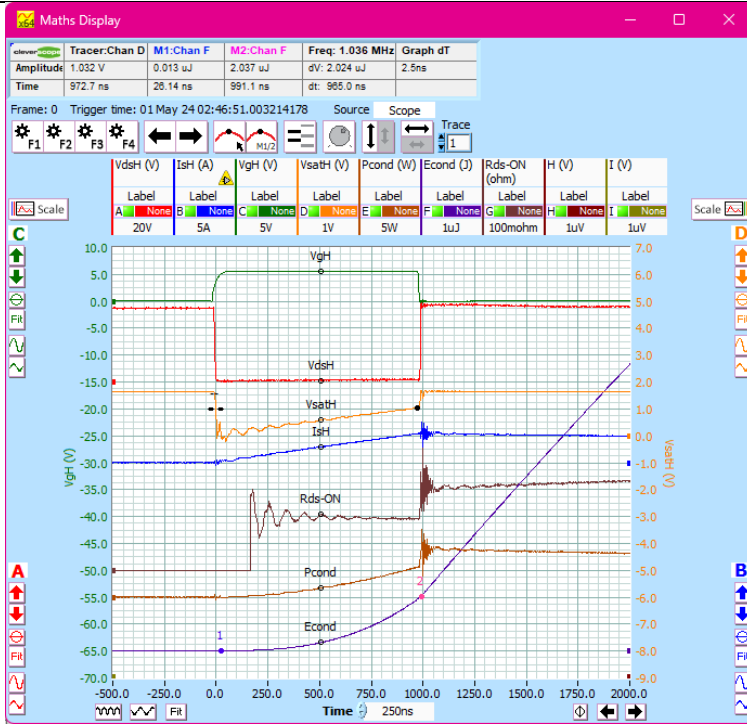 Maths Display
cleverscope Tracer:Chan D M1:Chan F M2:Chan F Freq: 1.036 MHz Graph dT
Amplitude 1.032 V 0.013 uJ 2.037 uJ dV: 2.024 uJ 2.5ns
Time 972.7 ns 26.14 ns 991.1 ns dt: 965.0 ns
Frame: 0 Trigger time: 01 May 24 02:46:51.003214178 Source Scope
F1 F2 F3 F4 M1/2 Trace 1
VdsH (V) IsH (A) VgH (V) VsatH (V) Pcond (W) Econd (J) Rds-ON (ohm) H (V) I (V)
Label Label Label Label Label Label Label Label Label
Scale A None B None C None D None E None F None G None H None I None Scale
20V 5A 5V 1V 5W 1uJ 100mohm 1uV 1uV
C D
10.0 7.0
5.0 VgH 6.0
0.0 5.0
Fit -5.0 4.0 Fit
-10.0 3.0
-15.0 VdsH 2.0
-20.0 VsatH 1.0
-25.0 IsH 0.0
-30.0 -1.0
VgH (V) VsatH (V)
-35.0 -2.0
-40.0 Rds-ON -3.0
-45.0 -4.0
-50.0 Pcond -5.0
A B
-55.0 2 -6.0
-60.0 Econd -7.0
Fit 1 Fit
-65.0 -8.0
-70.0 -9.0
-500.0 -250.0 0.0 250.0 500.0 750.0 1000.0 1250.0 1500.0 1750.0 2000.0
Fit Time 250ns